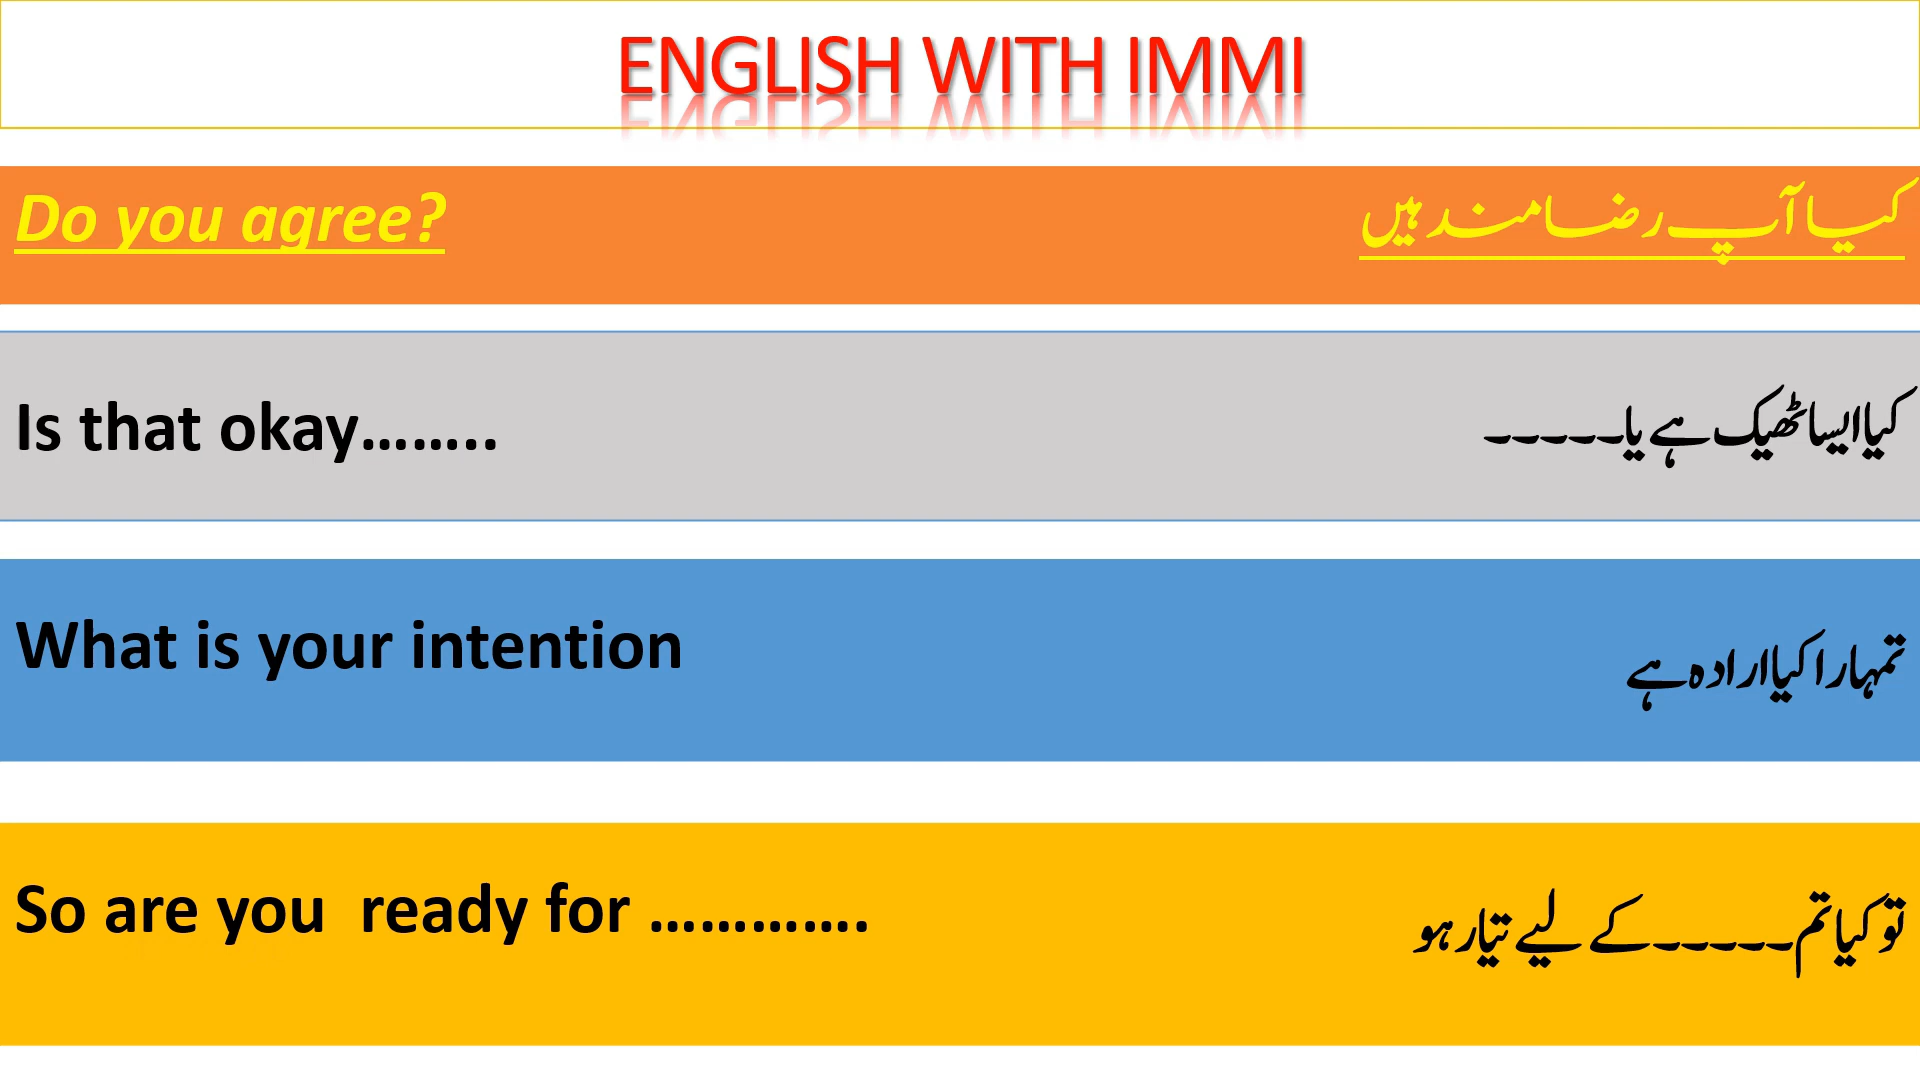 ENGLISH WITH IMMI
Do you agree? کیا آپ رضامند ہیں
Is that okay…….. کیا ایسا ٹھیک ہے یا۔۔۔۔۔
What is your intention تمہارا کیا ارادہ ہے
So are you  ready for …………. تو کیا تم۔۔۔۔۔کے لیے تیار ہو